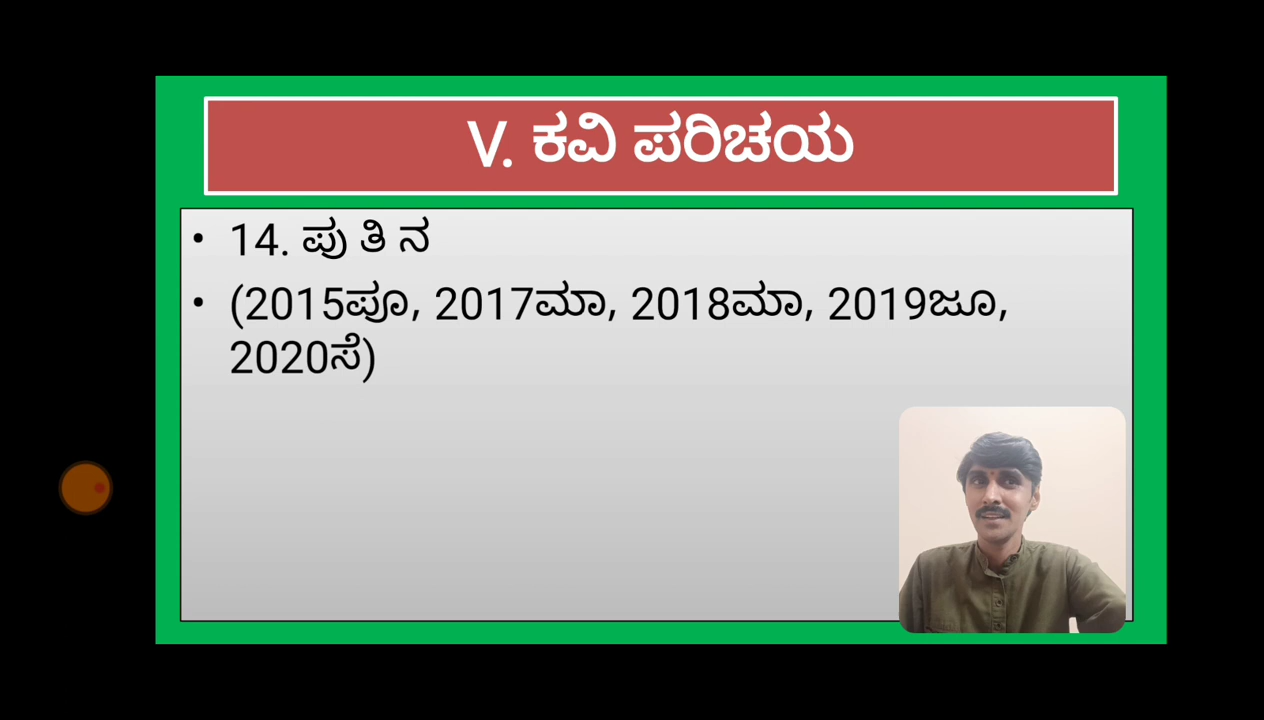 V. ಕವಿ ಪರಿಚಯ
• 14. ಪು ತಿ ನ
• (2015ಪೂ, 2017ಮಾ, 2018ಮಾ, 2019ಜೂ,
2020ಸೆ)